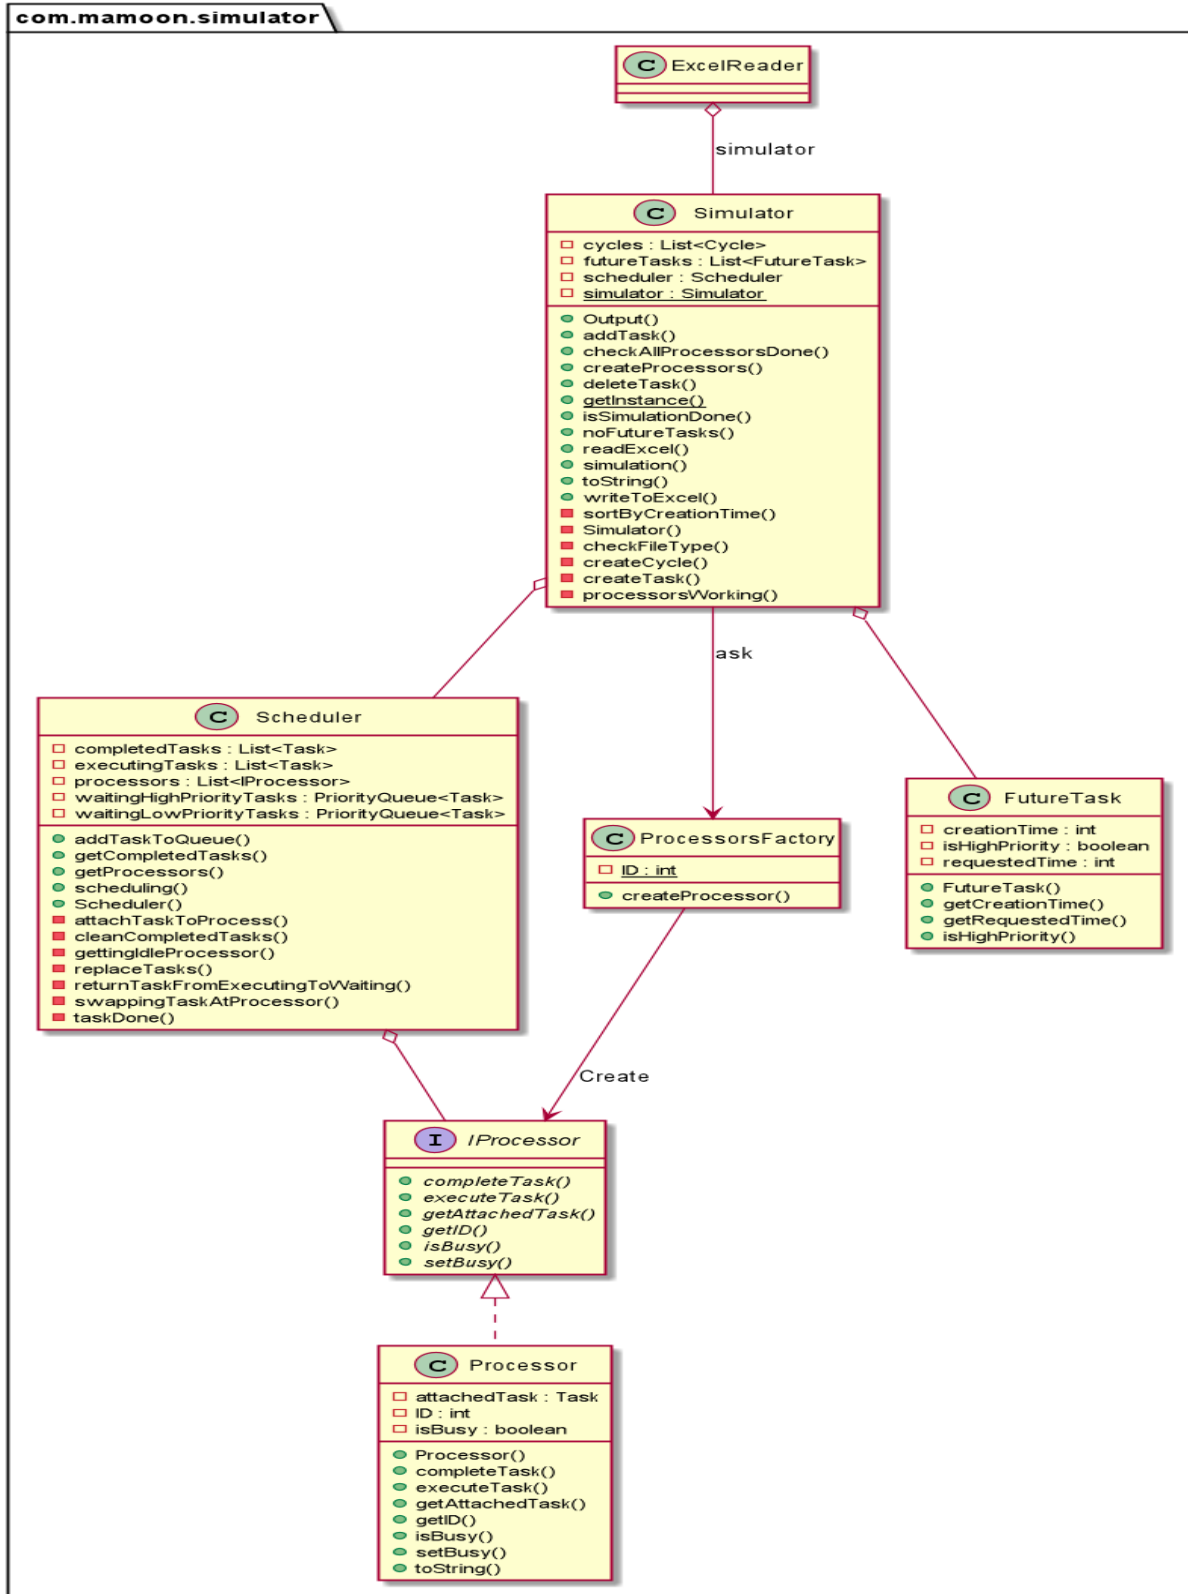 com.mamoon.simulator
C ExcelReader
simulator
C Simulator
cycles : List<Cycle>
futureTasks : List<FutureTask>
scheduler : Scheduler
simulator : Simulator
Output()
addTask()
checkAllProcessorsDone()
createProcessors()
deleteTask()
getInstance()
isSimulationDone()
noFutureTasks()
readExcel()
simulation()
toString()
writeToExcel()
sortByCreationTime()
Simulator()
checkFileType()
createCycle()
createTask()
processorsWorking()
ask
C Scheduler
completedTasks : List<Task>
executingTasks : List<Task>
processors : List<IProcessor>
waitingHighPriorityTasks : PriorityQueue<Task>
waitingLowPriorityTasks : PriorityQueue<Task>
addTaskToQueue()
getCompletedTasks()
getProcessors()
scheduling()
Scheduler()
attachTaskToProcess()
cleanCompletedTasks()
gettingIdleProcessor()
replaceTasks()
returnTaskFromExecutingToWaiting()
swappingTaskAtProcessor()
taskDone()
C ProcessorsFactory
ID : int
createProcessor()
C FutureTask
creationTime : int
isHighPriority : boolean
requestedTime : int
FutureTask()
getCreationTime()
getRequestedTime()
isHighPriority()
Create
I IProcessor
completeTask()
executeTask()
getAttachedTask()
getID()
isBusy()
setBusy()
C Processor
attachedTask : Task
ID : int
isBusy : boolean
Processor()
completeTask()
executeTask()
getAttachedTask()
getID()
isBusy()
setBusy()
toString()